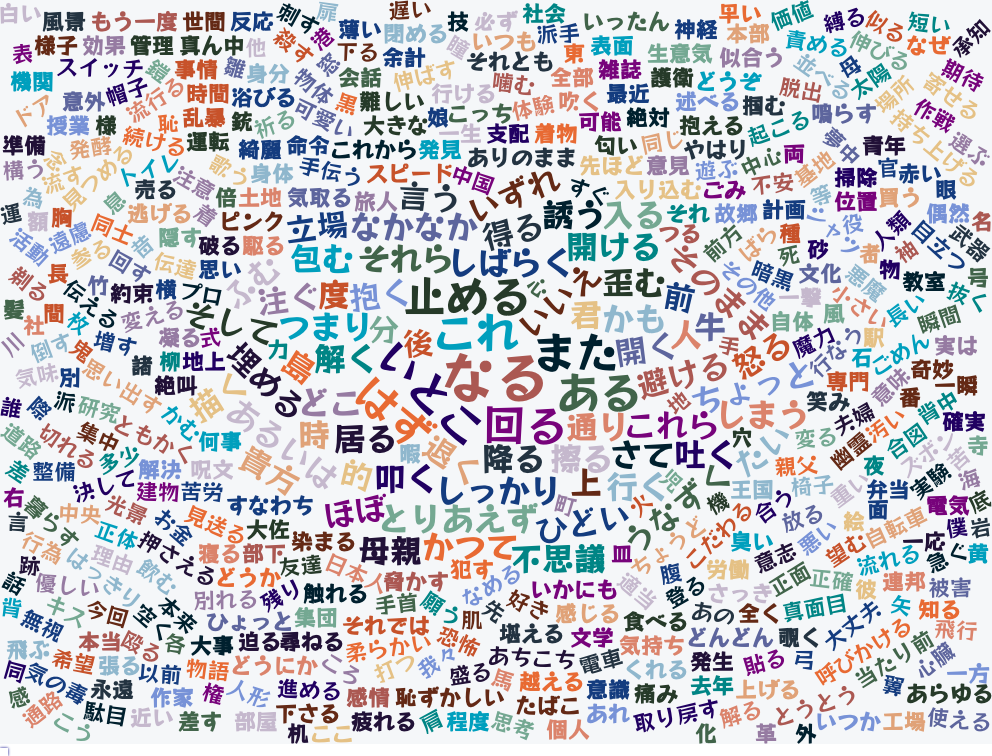 白い 風景 もう一度 世間 反応 刺す 扉 遅い 技 必ず 社会 いったん 神経 早い 価値 縛る 似る 短い なぜ 承知
表 様子 効果 管理 真ん中 他 殺す 港 薄い 閉める いつも 派手 本部 責める 伸びる
機関 スイッチ 鎧 事情 雛 身分 下る 余計 それとも 東 表面 生意気 似合う 並べる 母 太陽 期待
ドア 意外 帽子 流行る 時間 浴びる 物体 会話 伸ばす 噛む 全部 雑誌 護衛 どうぞ 脱出 場所 寄せる
授業 様 恥 乱暴 銃 祈る 可愛い 黒 難しい 行ける 体験 吹く 最近 述べる 掴む 鳴らす 作戦 選ぶ
準備 発酵 続ける 運転 大きな 娘 こっち 一生 支配 着物 可能 絶対 抱える 起こる 夢中 青年 持ち上げる
構う 流す 見つめる トイレ 綺麗 命令 これから 発見 ありのまま 匂い 同じ やはり 中心 両 基地 官 赤い
為 売る 注意 歌う 身体 手伝う スピード 中国 いずれ すぐ 先ほど 意見 遊ぶ 不安 等 掃除 眼
運 額 胸 息 逃げる 着 倍 土地 気取る 旅人 言う 誘う 入り込む ごみ 故郷 計画 位置 買う 偶然 名
活動 遠慮 同士 岩 隠す ピンク 立場 なかなか 得る 入る それ つる 前方 ばら 種 砂 役 人類 目立つ 武器
参る 回す 伝達 破る 駆る 包む それら しばらく 開ける そのまま その他 死 者 袖
剃る 長 竹 約束 横 思い ふむ 注ぐ 度 抱く 止める いいえ 歪む 前 暗黒 文化 悪魔 物 教室 号
髪 間 伝える 変える プロ そして つまり 分 これ 君 かも 人 牛 一撃 小さい 長い 抜く
川 社 枚 増す 凝る 式 力 島 解く 後 また 開く 手 怒る 自体 風 駅 瞬間
倒す 鬼 諸 柳 地上 埋める いくつ なる ある 避ける 地 魔力 行なう 石 ごめん 実は
気味 別 思い出す 絶叫 描く どこ はず とく 回る 通り これら ちょっと しまう 笑み 専門 意味 奇妙 一瞬
誰 際 派 研究 ともかく かむ 何事 あるいは 時 居る 暇 退く 降る 擦る さて 吐く 穴 だい 変る 夫婦 番 背中
道路 切れる 集中 多い 解決 呪文 貴方 的 叩く しっかり 上 行く 児 親父 幽霊 汚い 合図 確実
差 整備 決して 建物 苦労 すなわち ほぼ とりあえず 町 ひどい 火 うなずく 機 王国 椅子 重い 夜 ズボン 寺
右 暮らす 中央 光景 お金 見送る 大佐 染まる 母親 かつて 不思議 皿 ちょうど こだわる 合う 放る 弁当 面 実験 苦 海
言 行為 正体 押さえる 寝る 部下 友達 日本人 犯す 適当 臭い 意志 悪い 絵 自転車 電気 底
跡 はっきり 理由 飲む どうか 残り 脅かす なめる いかにも 腹 登る 労働 正面 望む 流れる 一応 僕 岩
話 優しい キス 今回 空く 本来 別れる 触れる 手首 願う 先 好き 感じる さっき 正確 彼 連邦 急ぐ 黄
背 無視 各 ひょっと 集団 肌 食べる あの 全く 真面目 矢 知る 被害
飛ぶ 本当 殴る 大事 迫る 尋ねる それでは 恐怖 堪える 文学 気持ち どんどん 覗く 大丈夫 呼びかける 飛行
同 希望 張る 以前 物語 どうにか 柔らかい 打つ 我々 あちこち 電車 くれる 発生 貼る 弓 当たり前 心臓 一方
感 気の毒 永遠 作家 権 人形 進める 感情 恥ずかしい 盛る 馬 越える 意識 痛み 去年 上げる 翼 あらゆる
通路 こう 駄目 近い 差す 部屋 下さる 疲れる 肩 たばこ あれ 取り戻す 解る とうとう いつか 工場 使える
机 ここ 程度 思考 個人 化 革 外